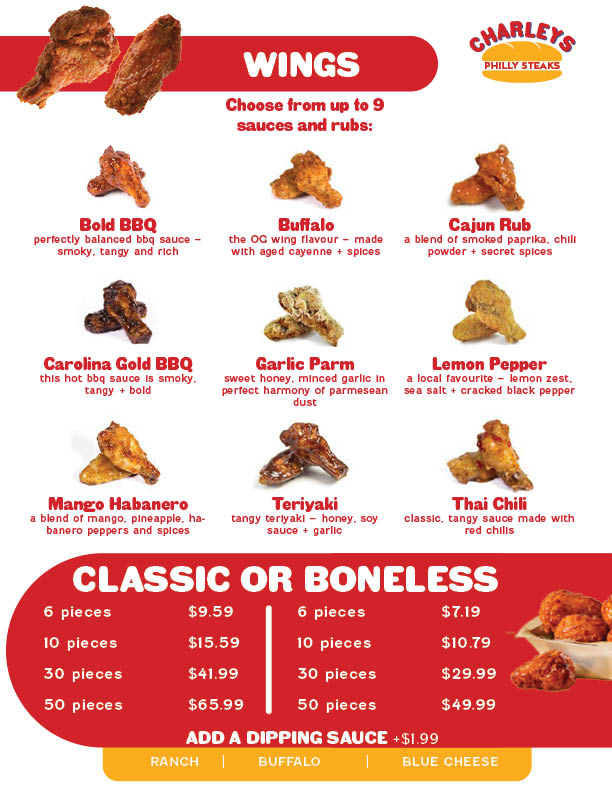 CHARLEYS
PHILLY STEAKS
WINGS
Choose from up to 9
sauces and rubs:
Bold BBQ
perfectly balanced bbq sauce –
smoky, tangy and rich
Buffalo
the OG wing flavour – made
with aged cayenne + spices
Cajun Rub
a blend of smoked paprika, chili
powder + secret spices
Carolina Gold BBQ
this hot bbq sauce is smoky,
tangy + bold
Garlic Parm
sweet honey, minced garlic in
perfect harmony of parmesean
dust
Lemon Pepper
a local favourite – lemon zest,
sea salt + cracked black pepper
Mango Habanero
a blend of mango, pineapple, ha-
banero peppers and spices
Teriyaki
tangy teriyaki – honey, soy
sauce + garlic
Thai Chili
classic, tangy sauce made with
red chilis
CLASSIC OR BONELESS
6 pieces $9.59
10 pieces $15.59
30 pieces $41.99
50 pieces $65.99
6 pieces $7.19
10 pieces $10.79
30 pieces $29.99
50 pieces $49.99
ADD A DIPPING SAUCE +$1.99
RANCH | BUFFALO | BLUE CHEESE